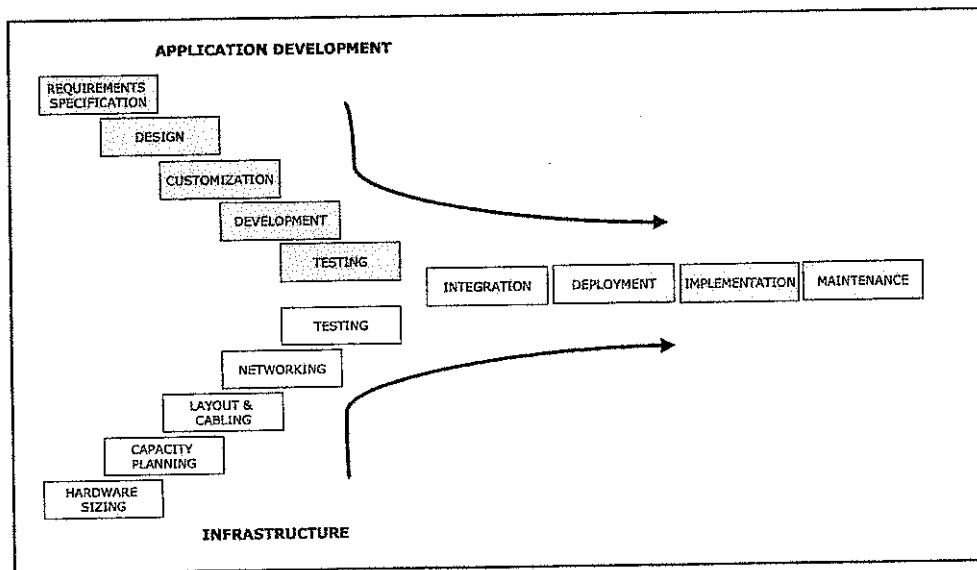 APPLICATION DEVELOPMENT
REQUIREMENTS
SPECIFICATION
DESIGN
CUSTOMIZATION
DEVELOPMENT
TESTING
INTEGRATION
DEPLOYMENT
IMPLEMENTATION
MAINTENANCE
TESTING
NETWORKING
LAYOUT &
CABLING
CAPACITY
PLANNING
HARDWARE
SIZING
INFRASTRUCTURE